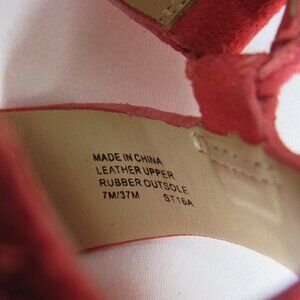 MADE IN CHINA
LEATHER UPPER
RUBBER OUTSOLE
7M/37M ST16A